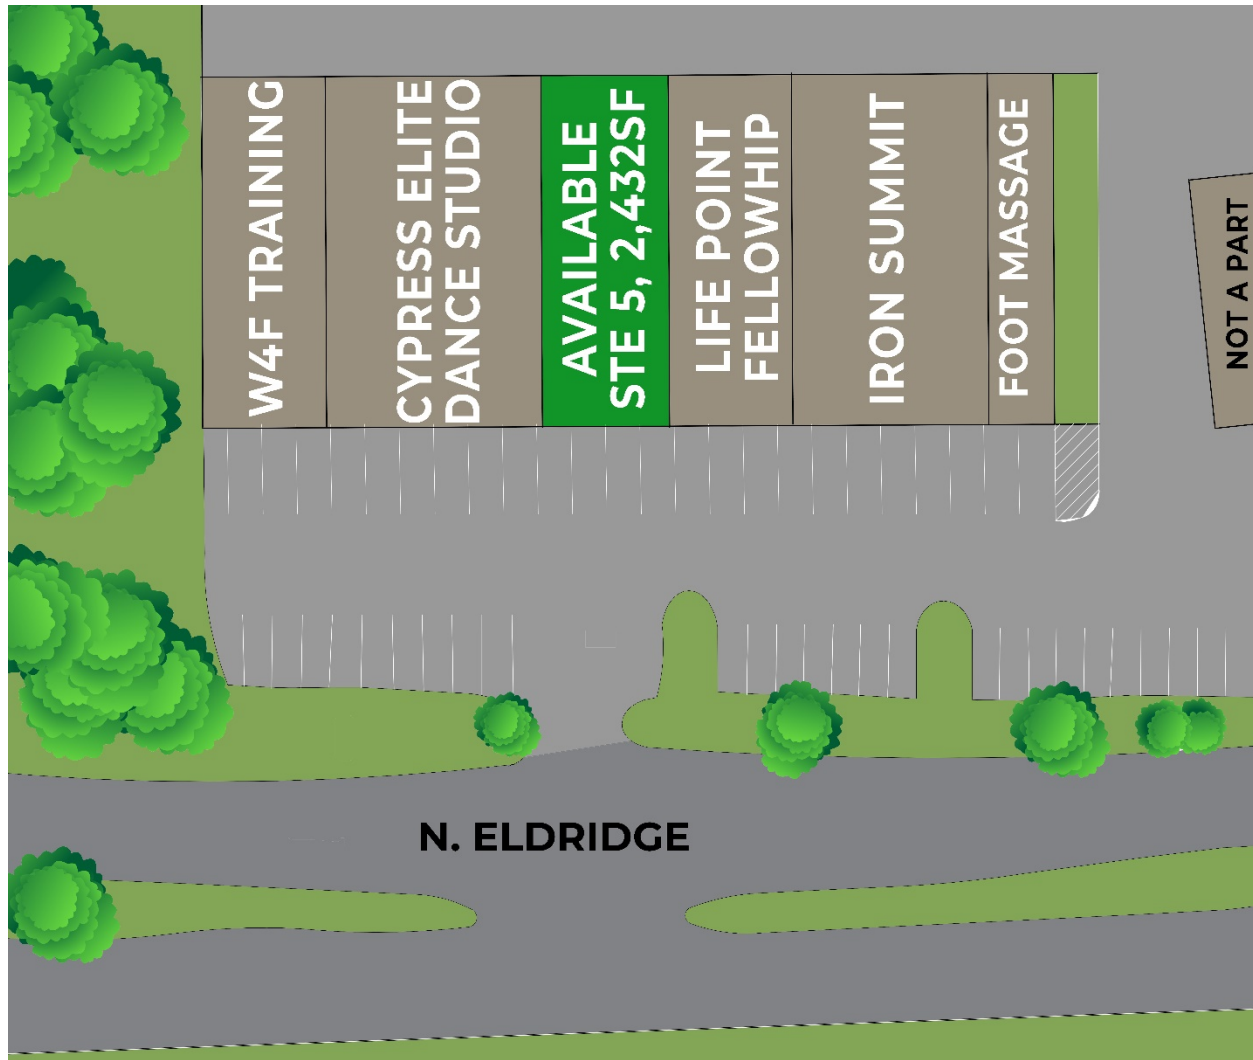 W4F TRAINING
CYPRESS ELITE
DANCE STUDIO
AVAILABLE
STE 5, 2,432SF
LIFE POINT
FELLOWHIP
IRON SUMMIT
FOOT MASSAGE
NOT A PART
N. ELDRIDGE